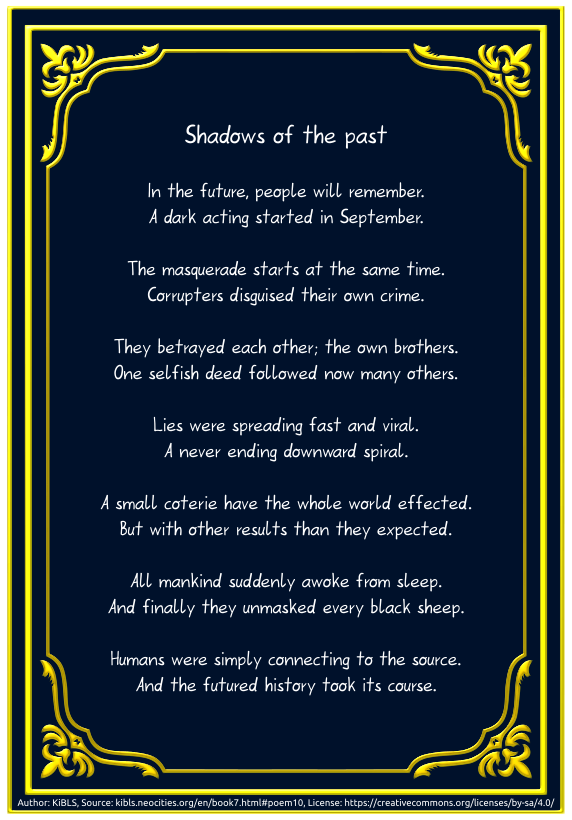 Shadows of the past
In the future, people will remember.
A dark acting started in September.
The masquerade starts at the same time.
Corrupters disguised their own crime.
They betrayed each other; the own brothers.
One selfish deed followed now many others.
Lies were spreading fast and viral.
A never ending downward spiral.
A small coterie have the whole world effected.
But with other results than they expected.
All mankind suddenly awoke from sleep.
And finally they unmasked every black sheep.
Humans were simply connecting to the source.
And the futured history took its course.
Author: KiBLS, Source: kibls.neocities.org/en/book7.html#poem10, License: https://creativecommons.org/licenses/by-sa/4.0/